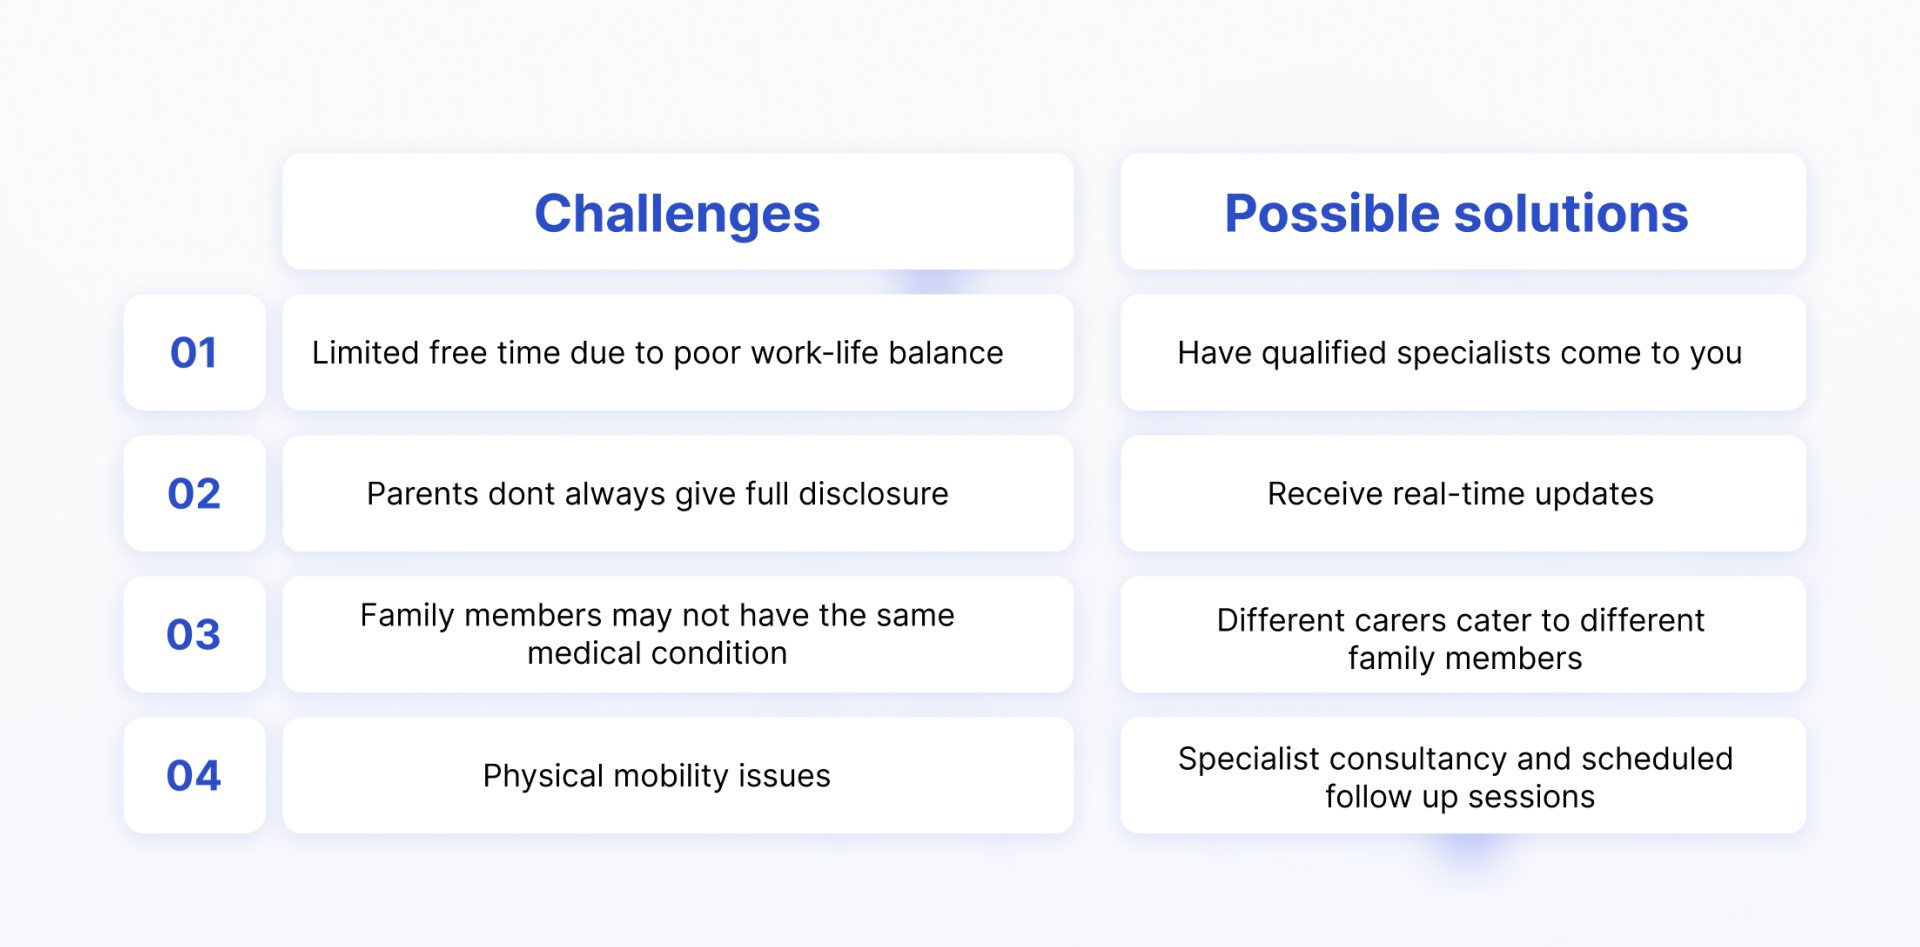 Challenges
Possible solutions
01
Limited free time due to poor work-life balance
Have qualified specialists come to you
02
Parents dont always give full disclosure
Receive real-time updates
03
Family members may not have the same
medical condition
Different carers cater to different
family members
04
Physical mobility issues
Specialist consultancy and scheduled
follow up sessions